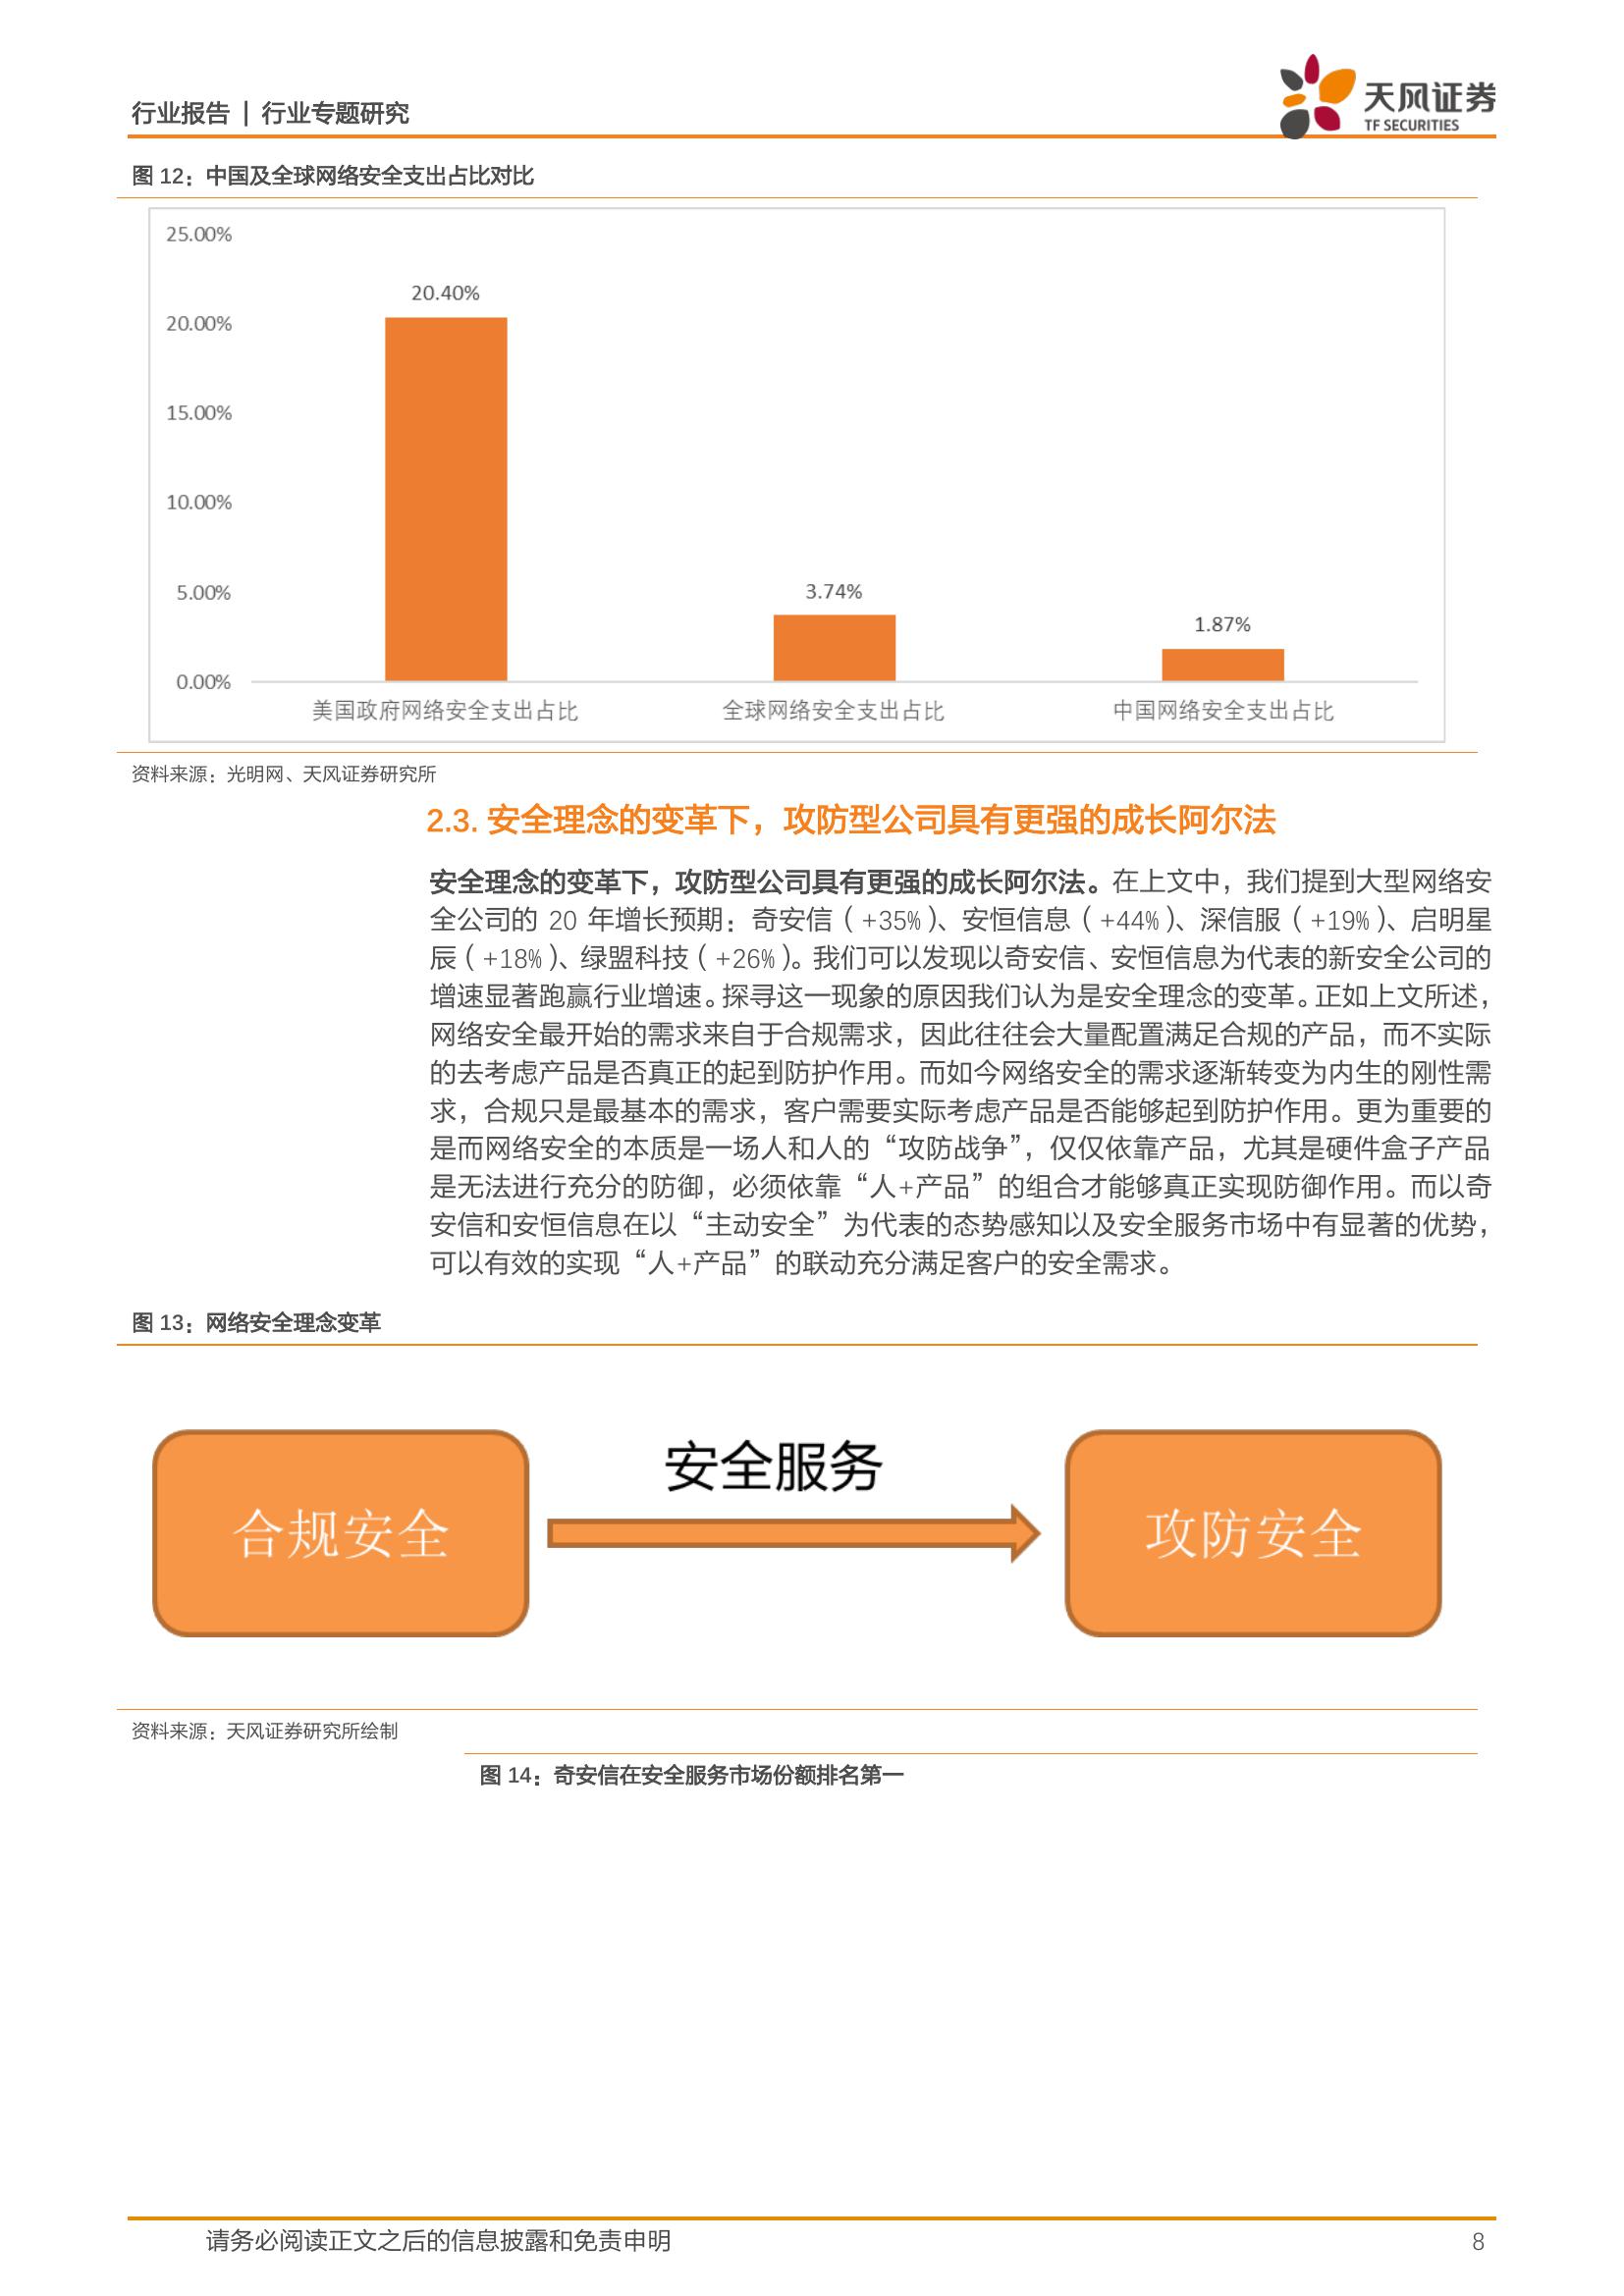 行业报告 | 行业专题研究
天风证券
TF SECURITIES
图 12：中国及全球网络安全支出占比对比
25.00%
20.00%
15.00%
10.00%
5.00%
0.00%
20.40%
3.74%
1.87%
美国政府网络安全支出占比
全球网络安全支出占比
中国网络安全支出占比
资料来源：光明网、天风证券研究所
2.3. 安全理念的变革下，攻防型公司具有更强的成长阿尔法
安全理念的变革下，攻防型公司具有更强的成长阿尔法。在上文中，我们提到大型网络安
全公司的 20 年增长预期：奇安信（+35%）、安恒信息（+44%）、深信服（+19%）、启明星
辰（+18%）、绿盟科技（+26%）。我们可以发现以奇安信、安恒信息为代表的新安全公司的
增速显著跑赢行业增速。探寻这一现象的原因我们认为是安全理念的变革。正如上文所述，
网络安全最开始的需求来自于合规需求，因此往往会大量配置满足合规的产品，而不实际
的去考虑产品是否真正的起到防护作用。而如今网络安全的需求逐渐转变为内生的刚性需
求，合规只是最基本的需求，客户需要实际考虑产品是否能够起到防护作用。更为重要的
是而网络安全的本质是一场人和人的“攻防战争”，仅仅依靠产品，尤其是硬件盒子产品
是无法进行充分的防御，必须依靠“人+产品”的组合才能够真正实现防御作用。而以奇
安信和安恒信息在以“主动安全”为代表的态势感知以及安全服务市场中有显著的优势，
可以有效的实现“人+产品”的联动充分满足客户的安全需求。
图 13：网络安全理念变革
合规安全
安全服务
攻防安全
资料来源：天风证券研究所绘制
图 14：奇安信在安全服务市场份额排名第一
请务必阅读正文之后的信息披露和免责申明
8